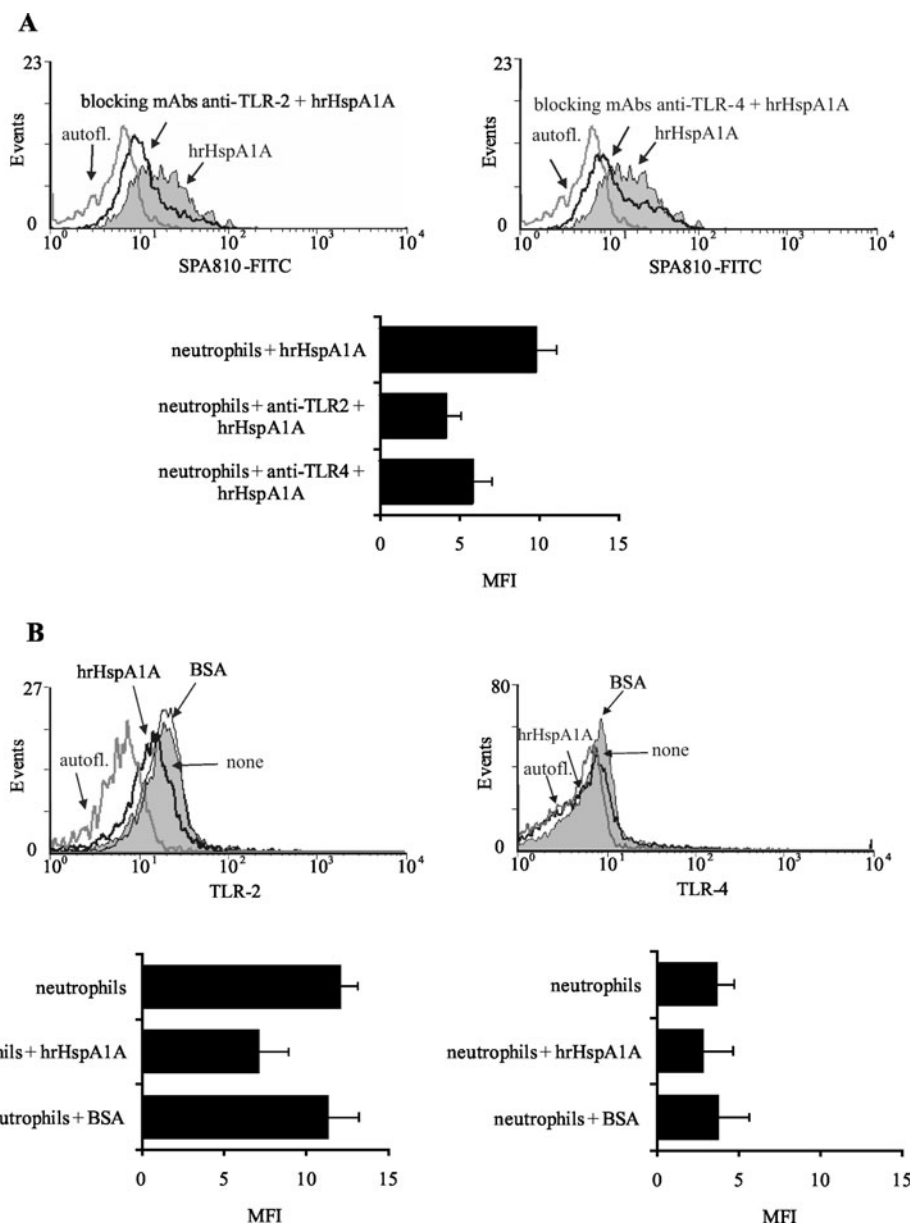 A
23
Events
0
blocking mAbs anti-TLR-2 + hrHspA1A
autofl.
hrHspA1A
10⁰ 10¹ 10² 10³ 10⁴
SPA810-FITC
23
Events
0
blocking mAbs anti-TLR-4 + hrHspA1A
autofl.
hrHspA1A
10⁰ 10¹ 10² 10³ 10⁴
SPA810-FITC
neutrophils + hrHspA1A
neutrophils + anti-TLR2 +
hrHspA1A
neutrophils + anti-TLR4 +
hrHspA1A
0 5 10 15
MFI
B
27
Events
0
hrHspA1A
BSA
autofl.
none
10⁰ 10¹ 10² 10³ 10⁴
TLR-2
80
Events
0
BSA
hrHspA1A
none
autofl.
10⁰ 10¹ 10² 10³ 10⁴
TLR-4
neutrophils
hils + hrHspA1A
utrophils + BSA
0 5 10 15
MFI
neutrophils
neutrophils + hrHspA1A
neutrophils + BSA
0 5 10 15
MFI